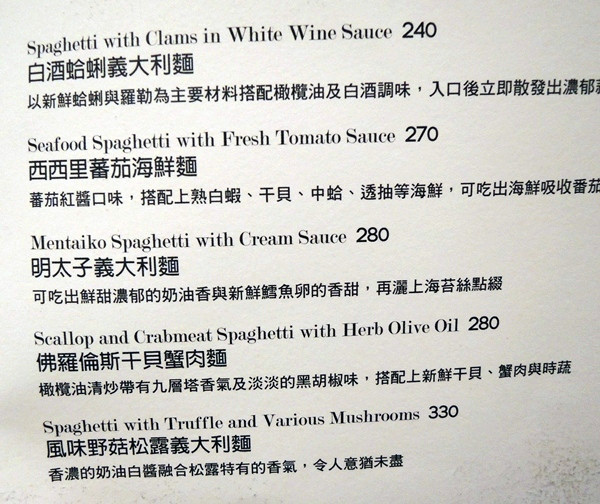 Spaghetti with Clams in White Wine Sauce 240
白酒蛤蜊義大利麵
以新鮮蛤蜊與羅勒為主要材料搭配橄欖油及白酒調味，入口後立即散發出濃郁
Seafood Spaghetti with Fresh Tomato Sauce 270
西西里蕃茄海鮮麵
蕃茄紅醬口味，搭配上熟白蝦、干貝、中蛤、透抽等海鮮，可吃出海鮮吸收蕃茄
Mentaiko Spaghetti with Cream Sauce 280
明太子義大利麵
可吃出鮮甜濃郁的奶油香與新鮮鱈魚卵的香甜，再灑上海苔絲點綴
Scallop and Crabmeat Spaghetti with Herb Olive Oil 280
佛羅倫斯干貝蟹肉麵
橄欖油清炒帶有九層塔香氣及淡淡的黑胡椒味，搭配上新鮮干貝、蟹肉與時蔬
Spaghetti with Truffle and Various Mushrooms 330
風味野菇松露義大利麵
香濃的奶油白醬融合松露特有的香氣，令人意猶未盡